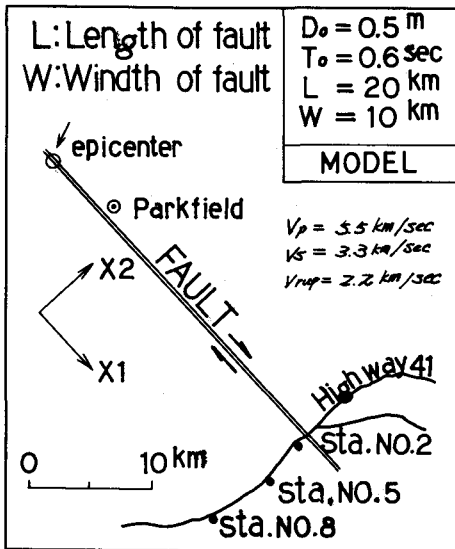 L:Length of fault
W:Windth of fault
D₀ = 0.5 m
T₀ = 0.6 sec
L = 20 km
W = 10 km
MODEL
epicenter
Parkfield
Vp = 5.5 km/sec
Vs = 3.3 km/sec
Vrup = 2.2 km/sec
X2
FAULT
X1
High way 41
0 10 km
Sta.NO.2
Sta.NO.5
Sta.NO.8